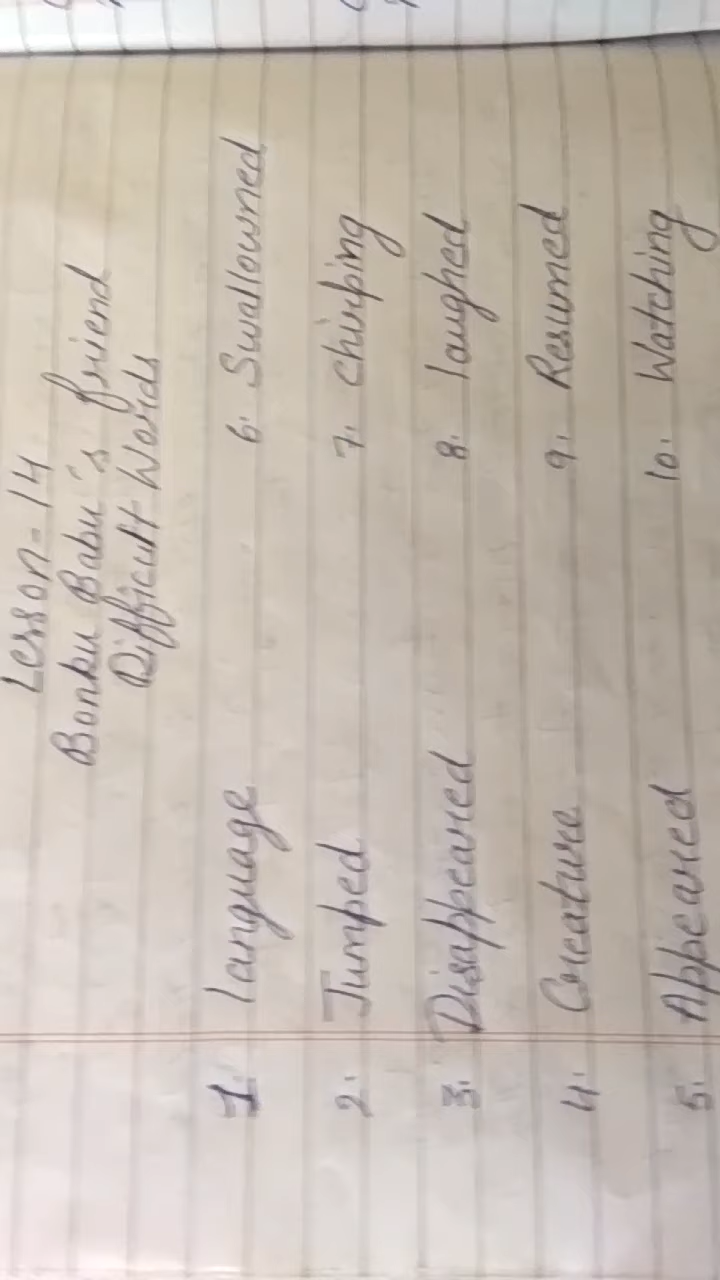 Lesson-14
Bonku Babu's friend
Difficult Words
1. language 6. Swallowned
2. Jumped 7. chirping
3. Disappeared 8. laughed
4. Creature 9. Resumed
5. Appeared 10. Watching